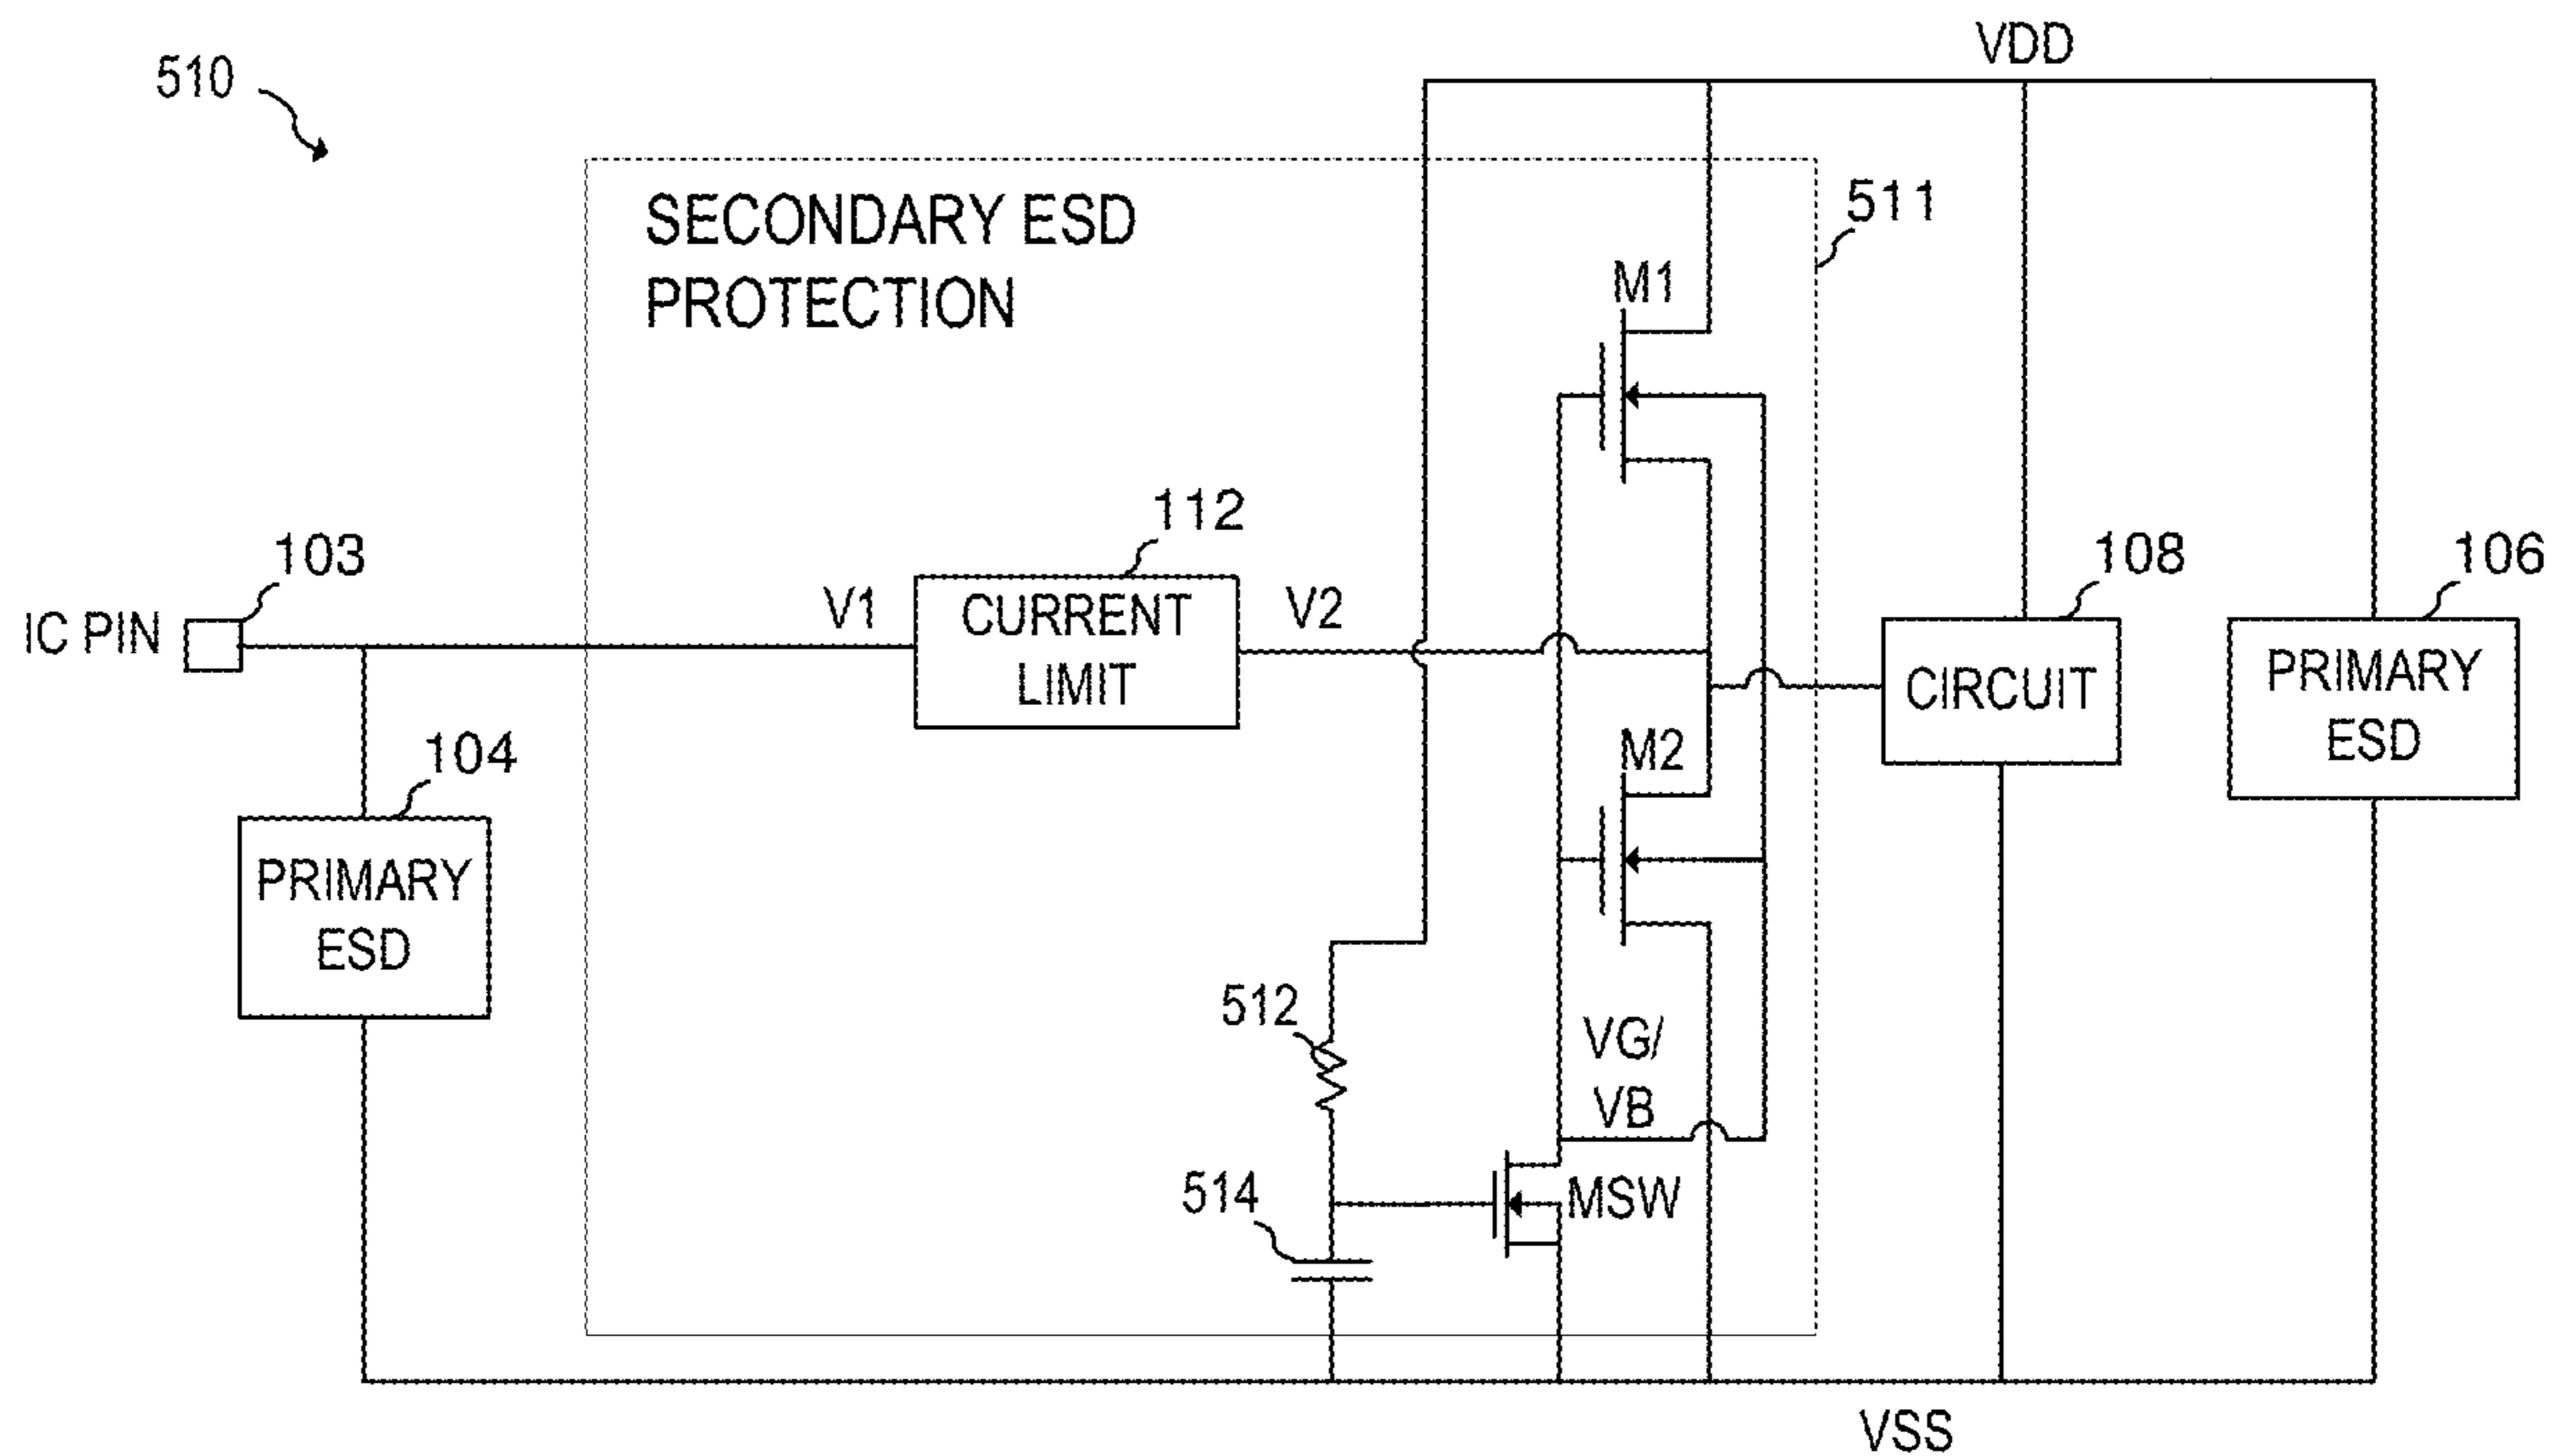 510
VDD
SECONDARY ESD
PROTECTION
511
M1
112
103
IC PIN
V1
CURRENT
LIMIT
V2
108
CIRCUIT
106
PRIMARY
ESD
M2
104
PRIMARY
ESD
512
VG/
VB
514
MSW
VSS